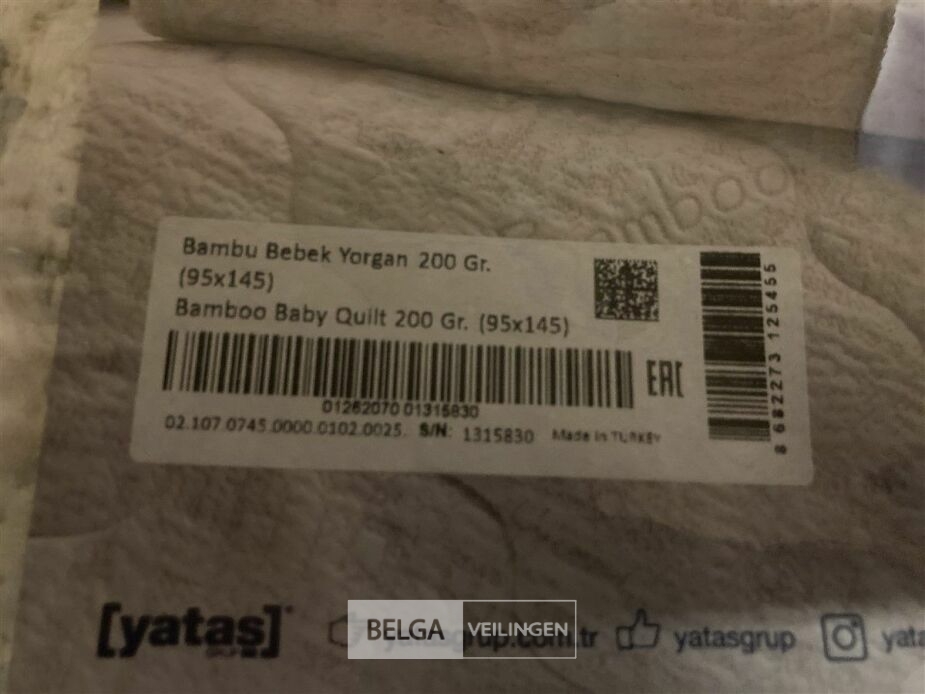 bamboo
Bambu Bebek Yorgan 200 Gr.
(95x145)
Bamboo Baby Quilt 200 Gr. (95x145)
EAC
01262070 01315830
02.107.0745.0000.0102.0025. S/N: 1315830 Made in TURKEY
8 682273 125455
[yataş]
BELGA VEILINGEN
yatasgrup